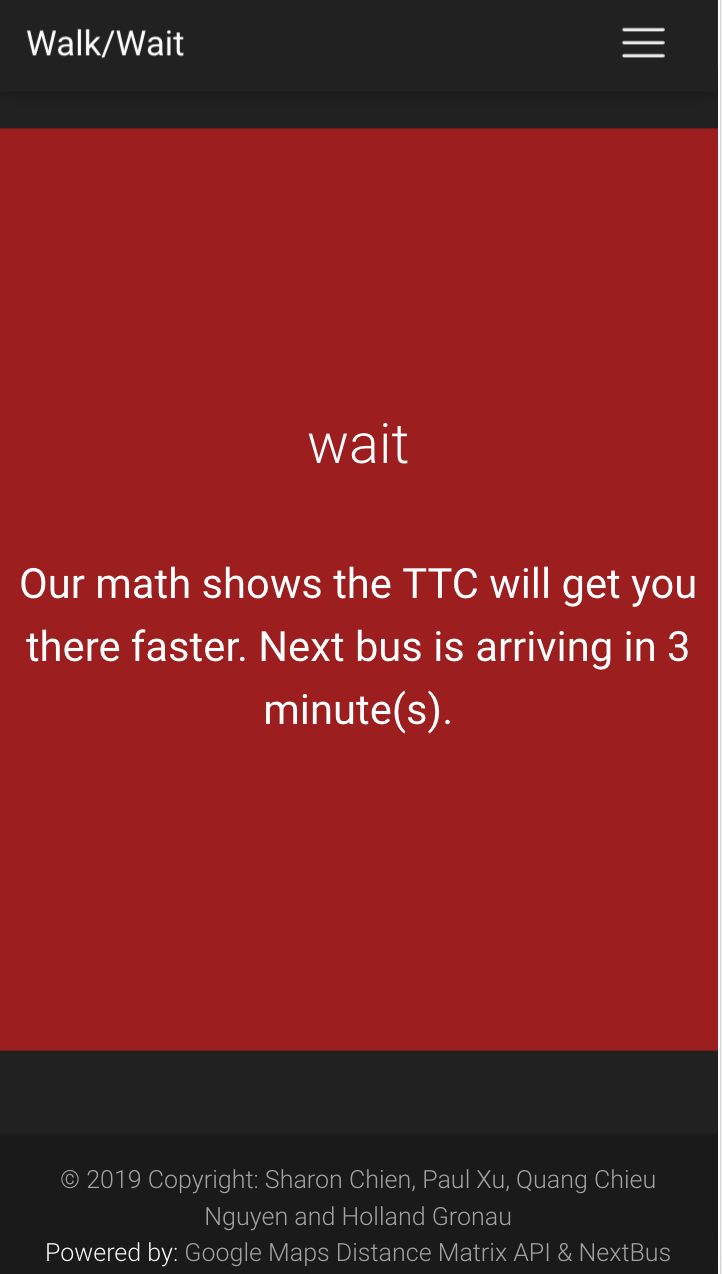 Walk/Wait
wait
Our math shows the TTC will get you
there faster. Next bus is arriving in 3
minute(s).
© 2019 Copyright: Sharon Chien, Paul Xu, Quang Chieu
Nguyen and Holland Gronau
Powered by: Google Maps Distance Matrix API & NextBus